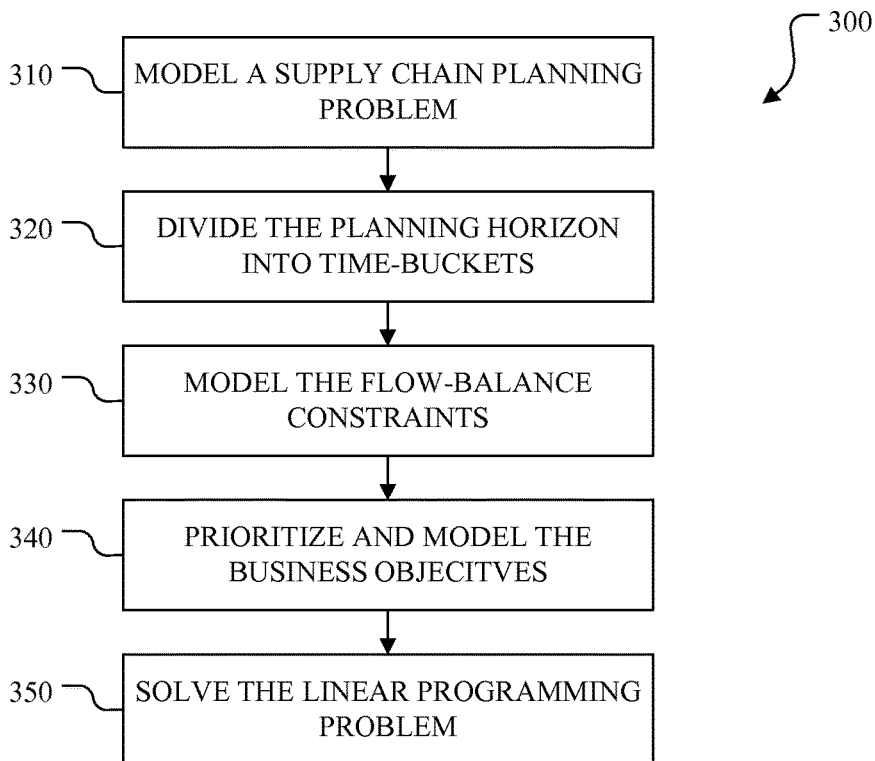 300
310
MODEL A SUPPLY CHAIN PLANNING
PROBLEM
320
DIVIDE THE PLANNING HORIZON
INTO TIME-BUCKETS
330
MODEL THE FLOW-BALANCE
CONSTRAINTS
340
PRIORITIZE AND MODEL THE
BUSINESS OBJECITVES
350
SOLVE THE LINEAR PROGRAMMING
PROBLEM